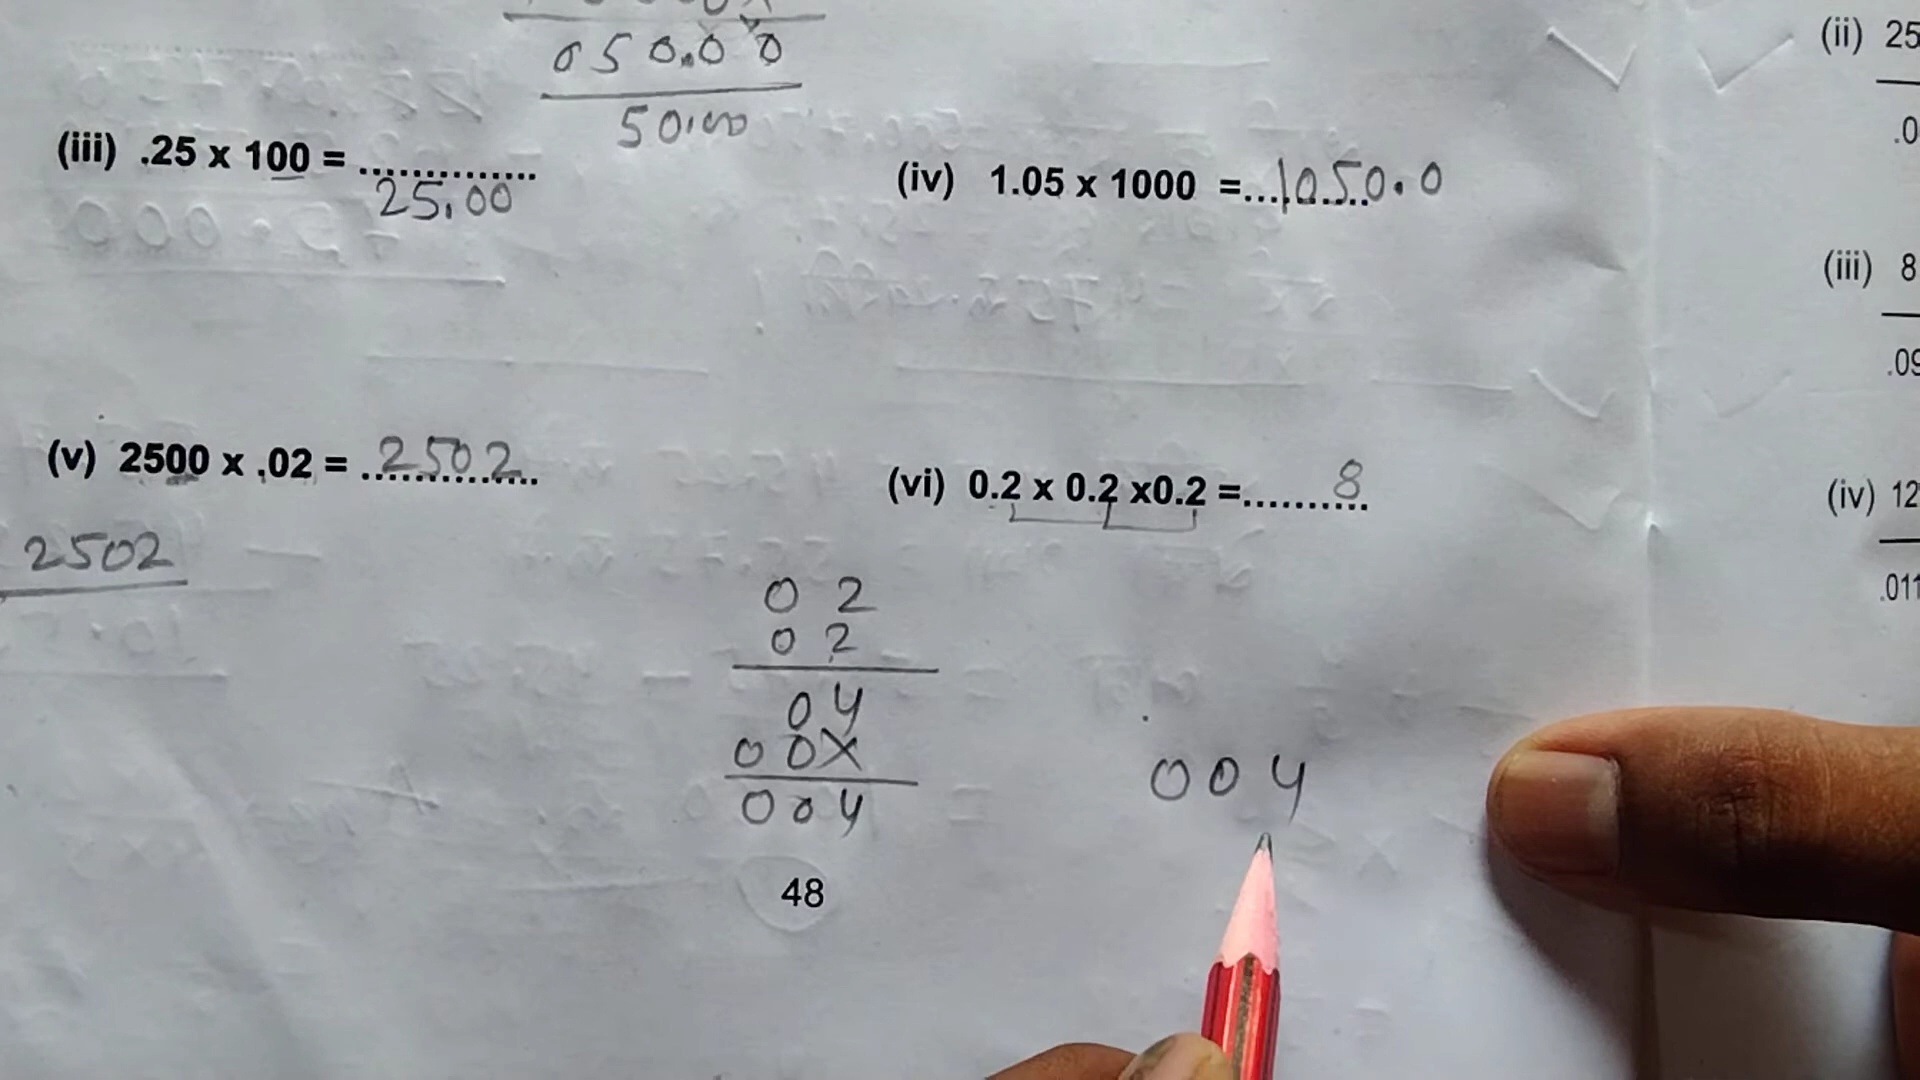 050.00
50.00
(iii) .25 x 100 = ..............
25.00
(iv) 1.05 x 1000 =...1050.0
(v) 2500 x .02 = 2502
2502
(vi) 0.2 x 0.2 x0.2 =..........8
02
02
04
00X
004
004
48
(ii) 25
.0
(iii) 8
.09
(iv) 12
.011